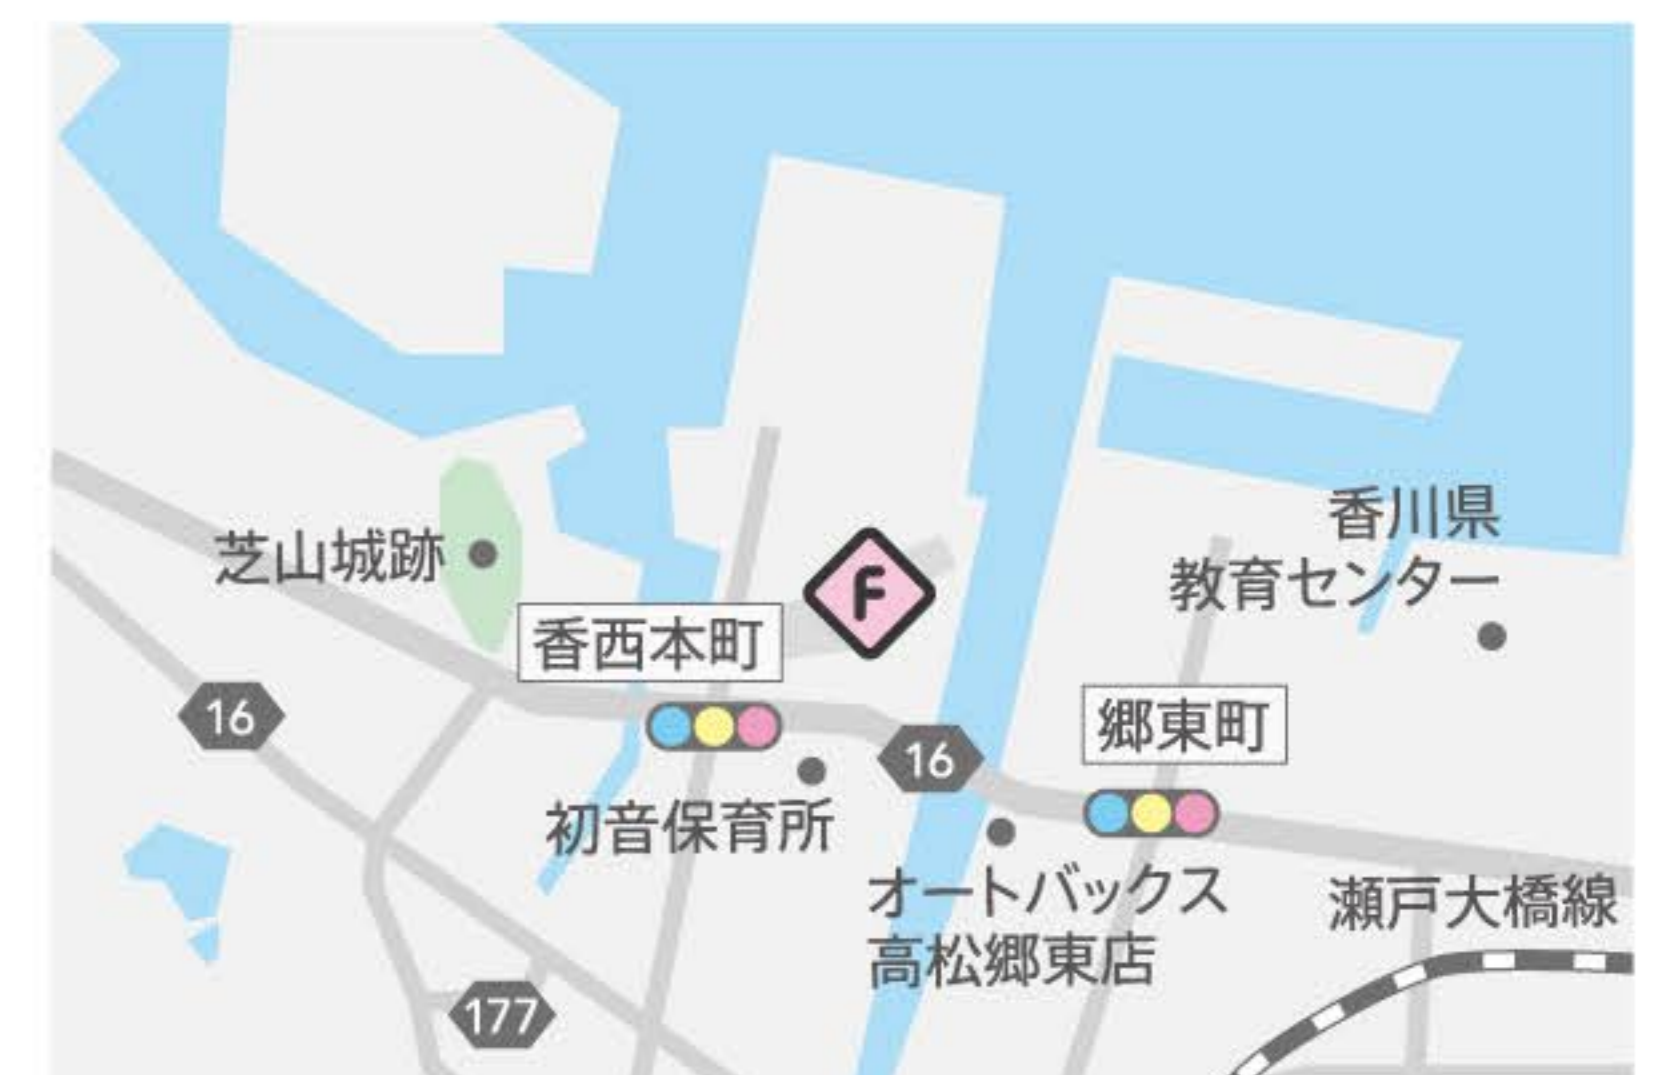 香川県
教育センター
芝山城跡
F
香西本町
16
郷東町
16
初音保育所
オートバックス
高松郷東店
瀬戸大橋線
177